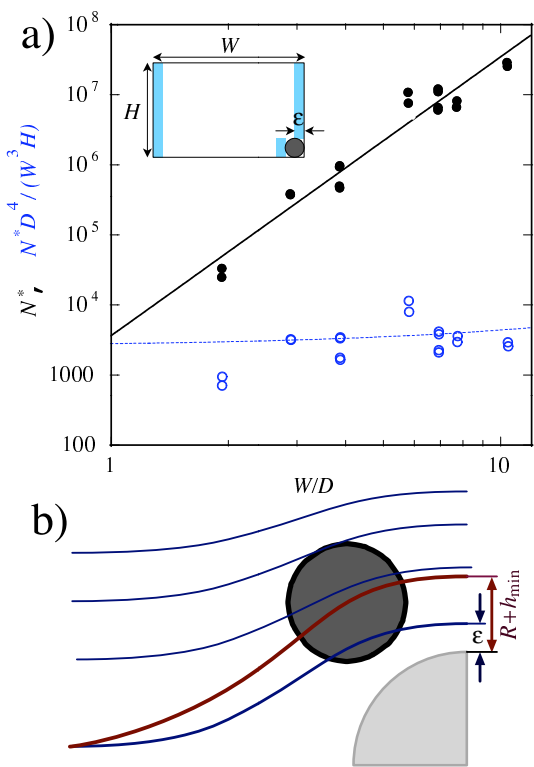 a)
10^8
10^7
10^6
10^5
10^4
1000
100
N*, N*D^4/(W^3H)
W
H
ε
1
10
W/D
b)
ε
R+h_min